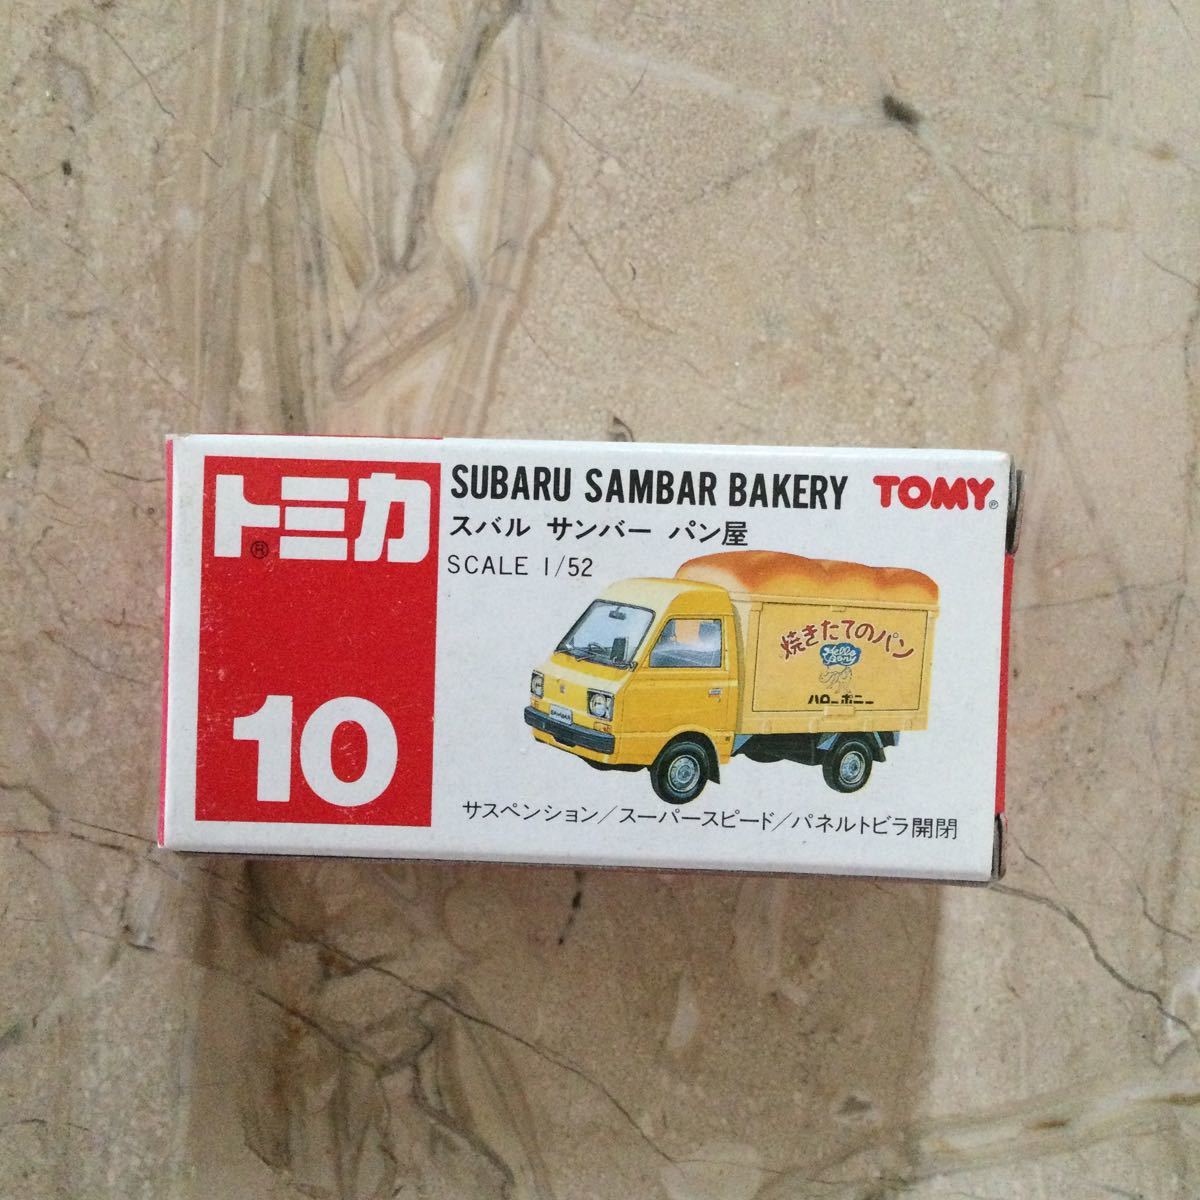 トミカ®
10
SUBARU SAMBAR BAKERY
TOMY®
スバル サンバー パン屋
SCALE 1/52
焼きたてのパン
Hello
Pony
ハローポニー
SAMBAR
サスペンション/スーパースピード/パネルトビラ開閉